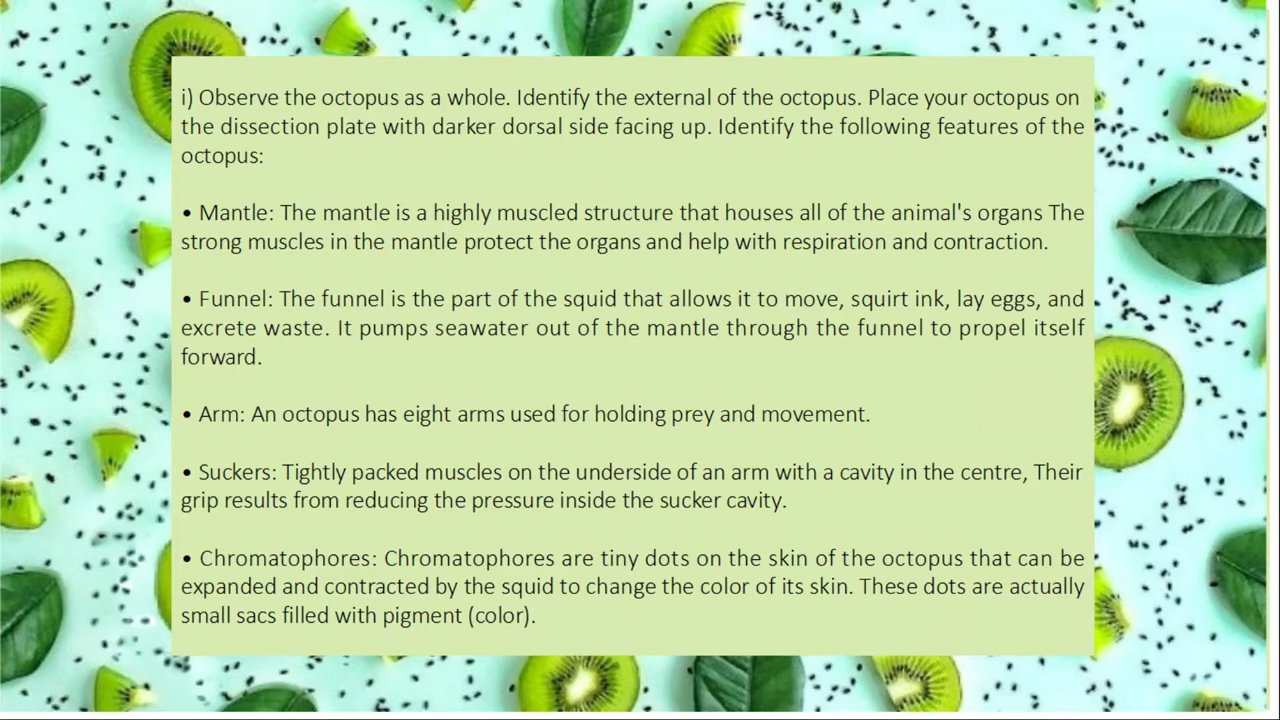 i) Observe the octopus as a whole. Identify the external of the octopus. Place your octopus on
the dissection plate with darker dorsal side facing up. Identify the following features of the
octopus:
• Mantle: The mantle is a highly muscled structure that houses all of the animal's organs The
strong muscles in the mantle protect the organs and help with respiration and contraction.
• Funnel: The funnel is the part of the squid that allows it to move, squirt ink, lay eggs, and
excrete waste. It pumps seawater out of the mantle through the funnel to propel itself
forward.
• Arm: An octopus has eight arms used for holding prey and movement.
• Suckers: Tightly packed muscles on the underside of an arm with a cavity in the centre, Their
grip results from reducing the pressure inside the sucker cavity.
• Chromatophores: Chromatophores are tiny dots on the skin of the octopus that can be
expanded and contracted by the squid to change the color of its skin. These dots are actually
small sacs filled with pigment (color).